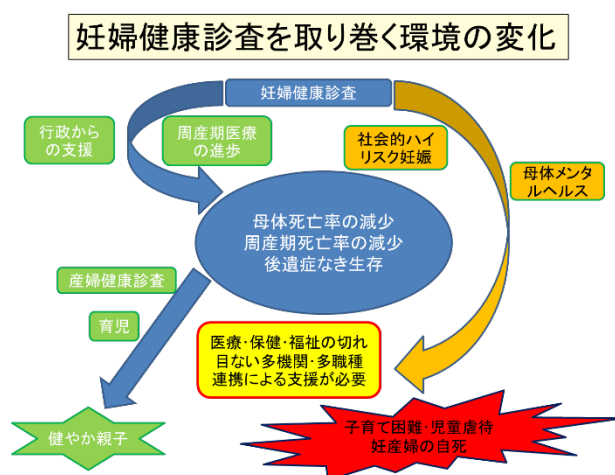 妊婦健康診査を取り巻く環境の変化
妊婦健康診査
行政から
の支援
周産期医療
の進歩
社会的ハイ
リスク妊娠
母体メンタ
ルヘルス
母体死亡率の減少
周産期死亡率の減少
後遺症なき生存
産婦健康診査
育児
医療・保健・福祉の切れ
目ない多機関・多職種
連携による支援が必要
健やか親子
子育て困難・児童虐待
妊産婦の自死